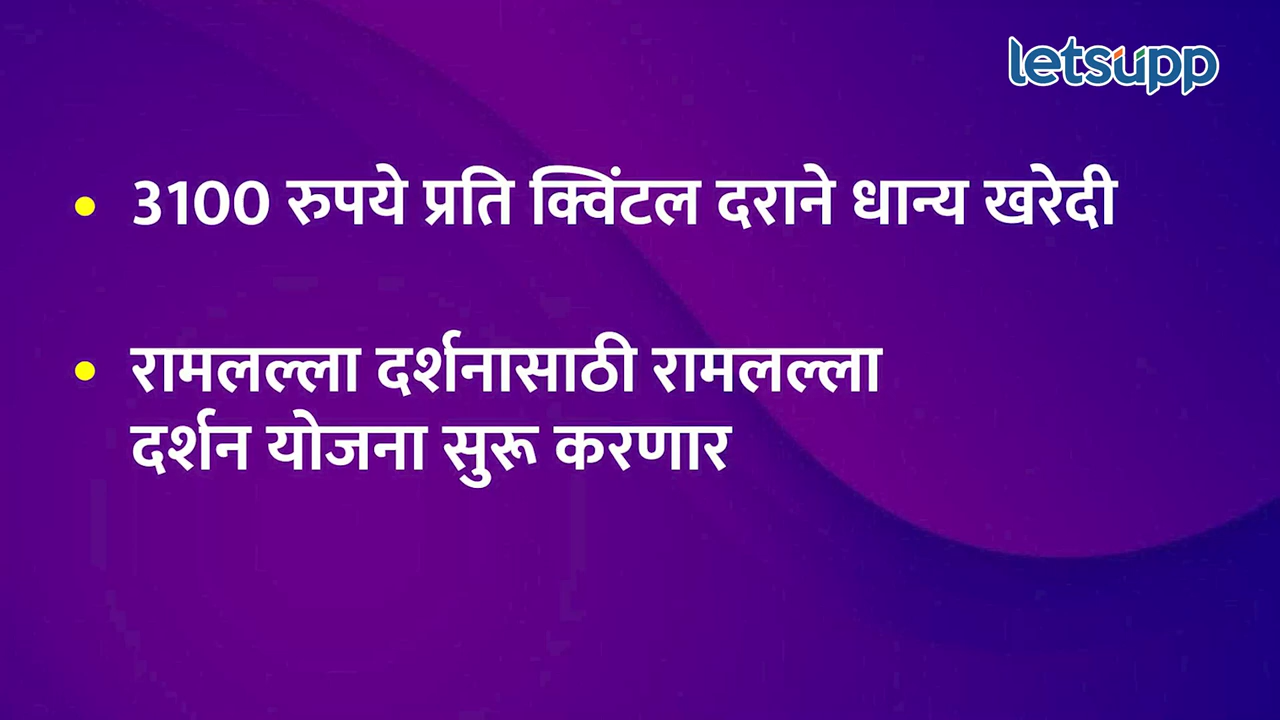 letsupp
• 3100 रुपये प्रति क्विंटल दराने धान्य खरेदी
• रामलल्ला दर्शनासाठी रामलल्ला
दर्शन योजना सुरू करणार